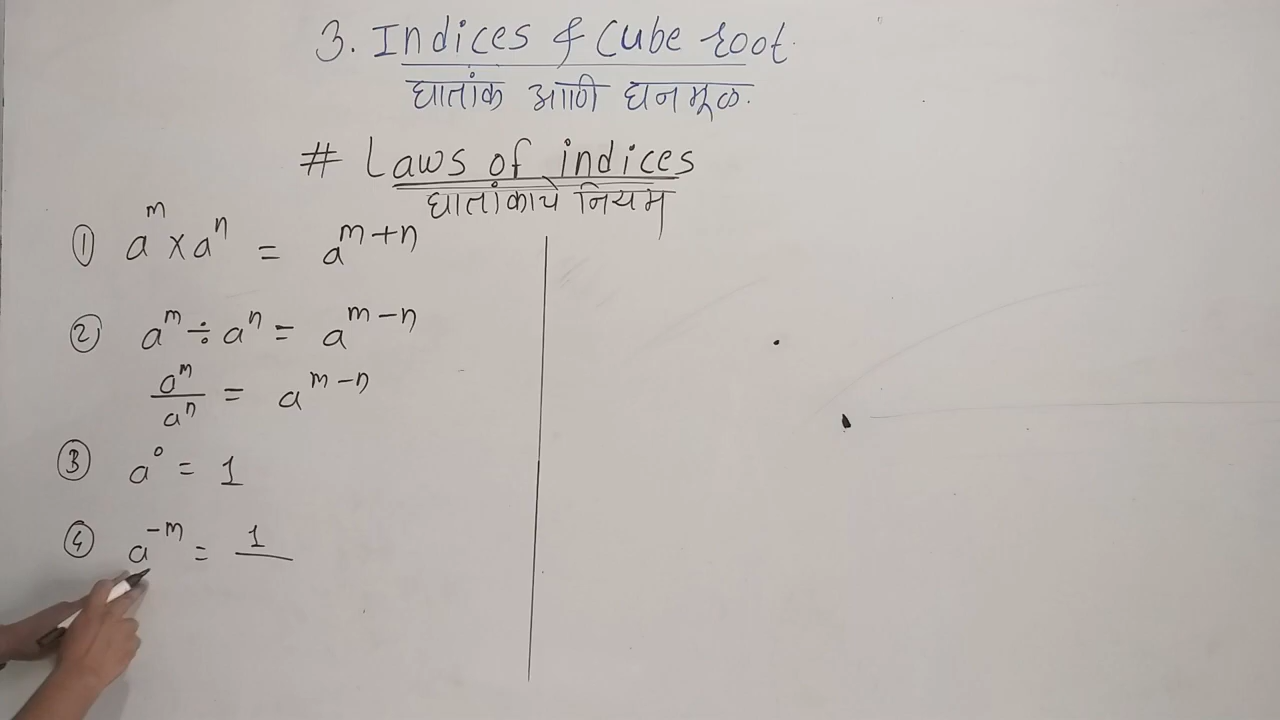 3. Indices & Cube root.
घातांक आणि घनमूळ.
# Laws of indices
घातांकाचे नियम
① a^m × a^n = a^{m+n}
② a^m ÷ a^n = a^{m-n}
a^m / a^n = a^{m-n}
③ a^0 = 1
④ a^{-m} = 1/